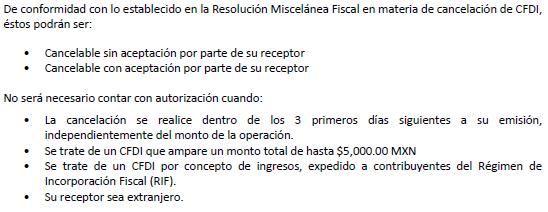 De conformidad con lo establecido en la Resolución Miscelánea Fiscal en materia de cancelación de CFDI,
éstos podrán ser:
• Cancelable sin aceptación por parte de su receptor
• Cancelable con aceptación por parte de su receptor
No será necesario contar con autorización cuando:
• La cancelación se realice dentro de los 3 primeros días siguientes a su emisión,
independientemente del monto de la operación.
• Se trate de un CFDI que ampare un monto total de hasta $5,000.00 MXN
• Se trate de un CFDI por concepto de ingresos, expedido a contribuyentes del Régimen de
Incorporación Fiscal (RIF).
• Su receptor sea extranjero.